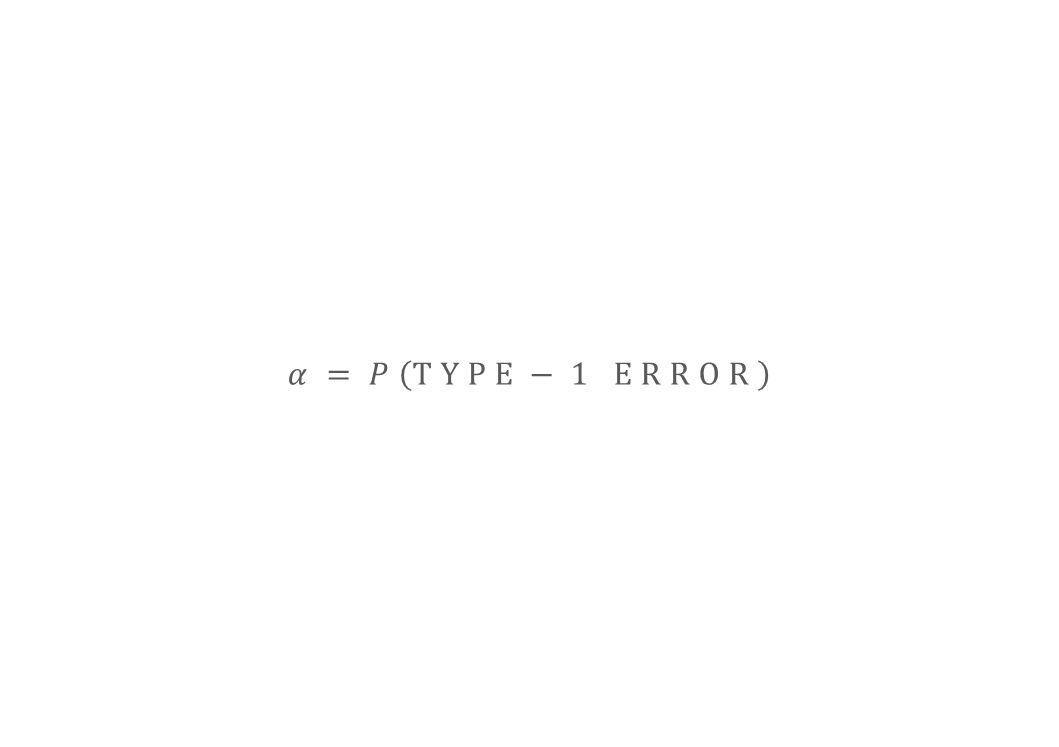 α = P (TYPE − 1 ERROR)